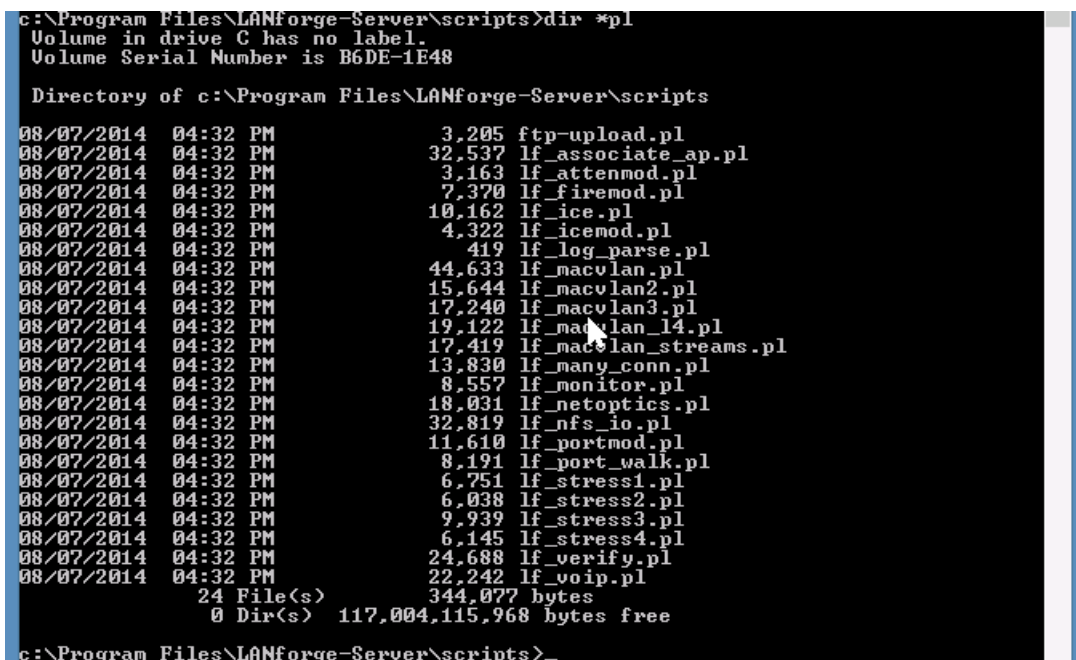 c:\Program Files\LANforge-Server\scripts>dir *pl
Volume in drive C has no label.
Volume Serial Number is B6DE-1E48
Directory of c:\Program Files\LANforge-Server\scripts
08/07/2014 04:32 PM 3,205 ftp-upload.pl
08/07/2014 04:32 PM 32,537 lf_associate_ap.pl
08/07/2014 04:32 PM 3,163 lf_attenmod.pl
08/07/2014 04:32 PM 7,370 lf_firemod.pl
08/07/2014 04:32 PM 10,162 lf_ice.pl
08/07/2014 04:32 PM 4,322 lf_icemod.pl
08/07/2014 04:32 PM 419 lf_log_parse.pl
08/07/2014 04:32 PM 44,633 lf_macvlan.pl
08/07/2014 04:32 PM 15,644 lf_macvlan2.pl
08/07/2014 04:32 PM 17,240 lf_macvlan3.pl
08/07/2014 04:32 PM 19,122 lf_macvlan_l4.pl
08/07/2014 04:32 PM 17,419 lf_macvlan_streams.pl
08/07/2014 04:32 PM 13,830 lf_many_conn.pl
08/07/2014 04:32 PM 8,557 lf_monitor.pl
08/07/2014 04:32 PM 18,031 lf_netoptics.pl
08/07/2014 04:32 PM 32,819 lf_nfs_io.pl
08/07/2014 04:32 PM 11,610 lf_portmod.pl
08/07/2014 04:32 PM 8,191 lf_port_walk.pl
08/07/2014 04:32 PM 6,751 lf_stress1.pl
08/07/2014 04:32 PM 6,038 lf_stress2.pl
08/07/2014 04:32 PM 9,939 lf_stress3.pl
08/07/2014 04:32 PM 6,145 lf_stress4.pl
08/07/2014 04:32 PM 24,688 lf_verify.pl
08/07/2014 04:32 PM 22,242 lf_voip.pl
24 File(s) 344,077 bytes
0 Dir(s) 117,004,115,968 bytes free
c:\Program Files\LANforge-Server\scripts>_